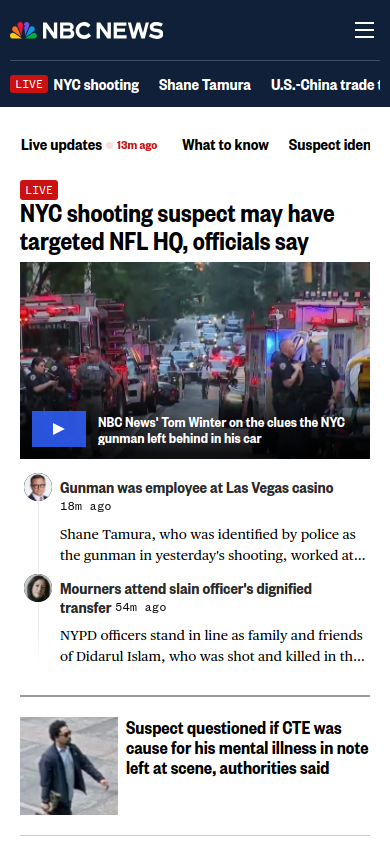 NBC NEWS
LIVE NYC shooting Shane Tamura U.S.-China trade
Live updates 13m ago What to know Suspect iden
LIVE
NYC shooting suspect may have
targeted NFL HQ, officials say
NBC News' Tom Winter on the clues the NYC
gunman left behind in his car
Gunman was employee at Las Vegas casino
18m ago
Shane Tamura, who was identified by police as
the gunman in yesterday's shooting, worked at...
Mourners attend slain officer's dignified
transfer 54m ago
NYPD officers stand in line as family and friends
of Didarul Islam, who was shot and killed in th...
Suspect questioned if CTE was
cause for his mental illness in note
left at scene, authorities said